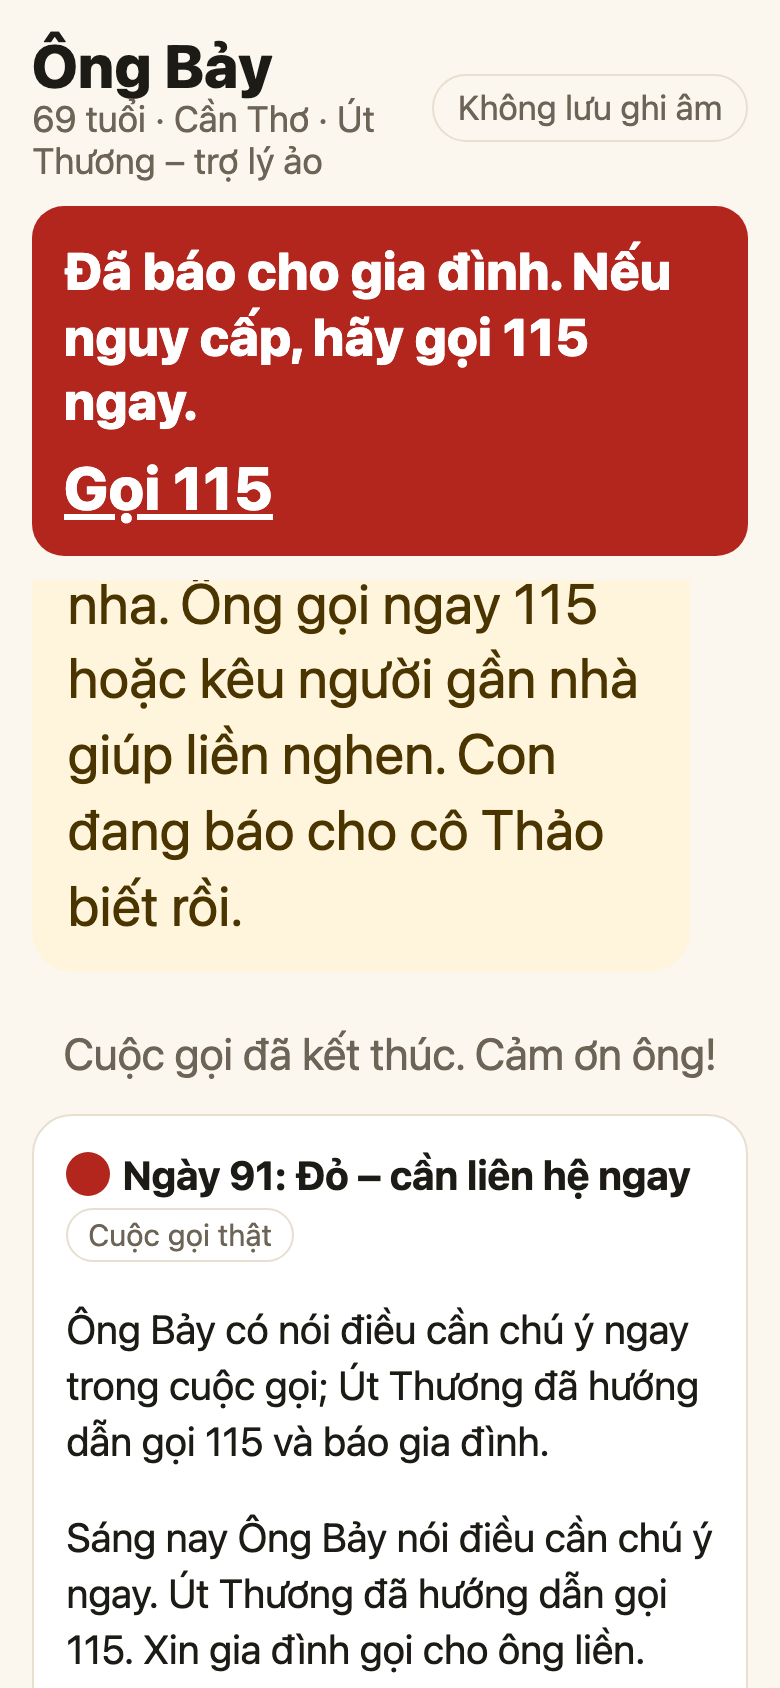 Ông Bảy
69 tuổi · Cần Thơ · Út
Thương – trợ lý ảo
Không lưu ghi âm
Đã báo cho gia đình. Nếu
nguy cấp, hãy gọi 115
ngay.
Gọi 115
nha. Ông gọi ngay 115
hoặc kêu người gần nhà
giúp liền nghen. Con
đang báo cho cô Thảo
biết rồi.
Cuộc gọi đã kết thúc. Cảm ơn ông!
Ngày 91: Đỏ – cần liên hệ ngay
Cuộc gọi thật
Ông Bảy có nói điều cần chú ý ngay
trong cuộc gọi; Út Thương đã hướng
dẫn gọi 115 và báo gia đình.
Sáng nay Ông Bảy nói điều cần chú ý
ngay. Út Thương đã hướng dẫn gọi
115. Xin gia đình gọi cho ông liền.